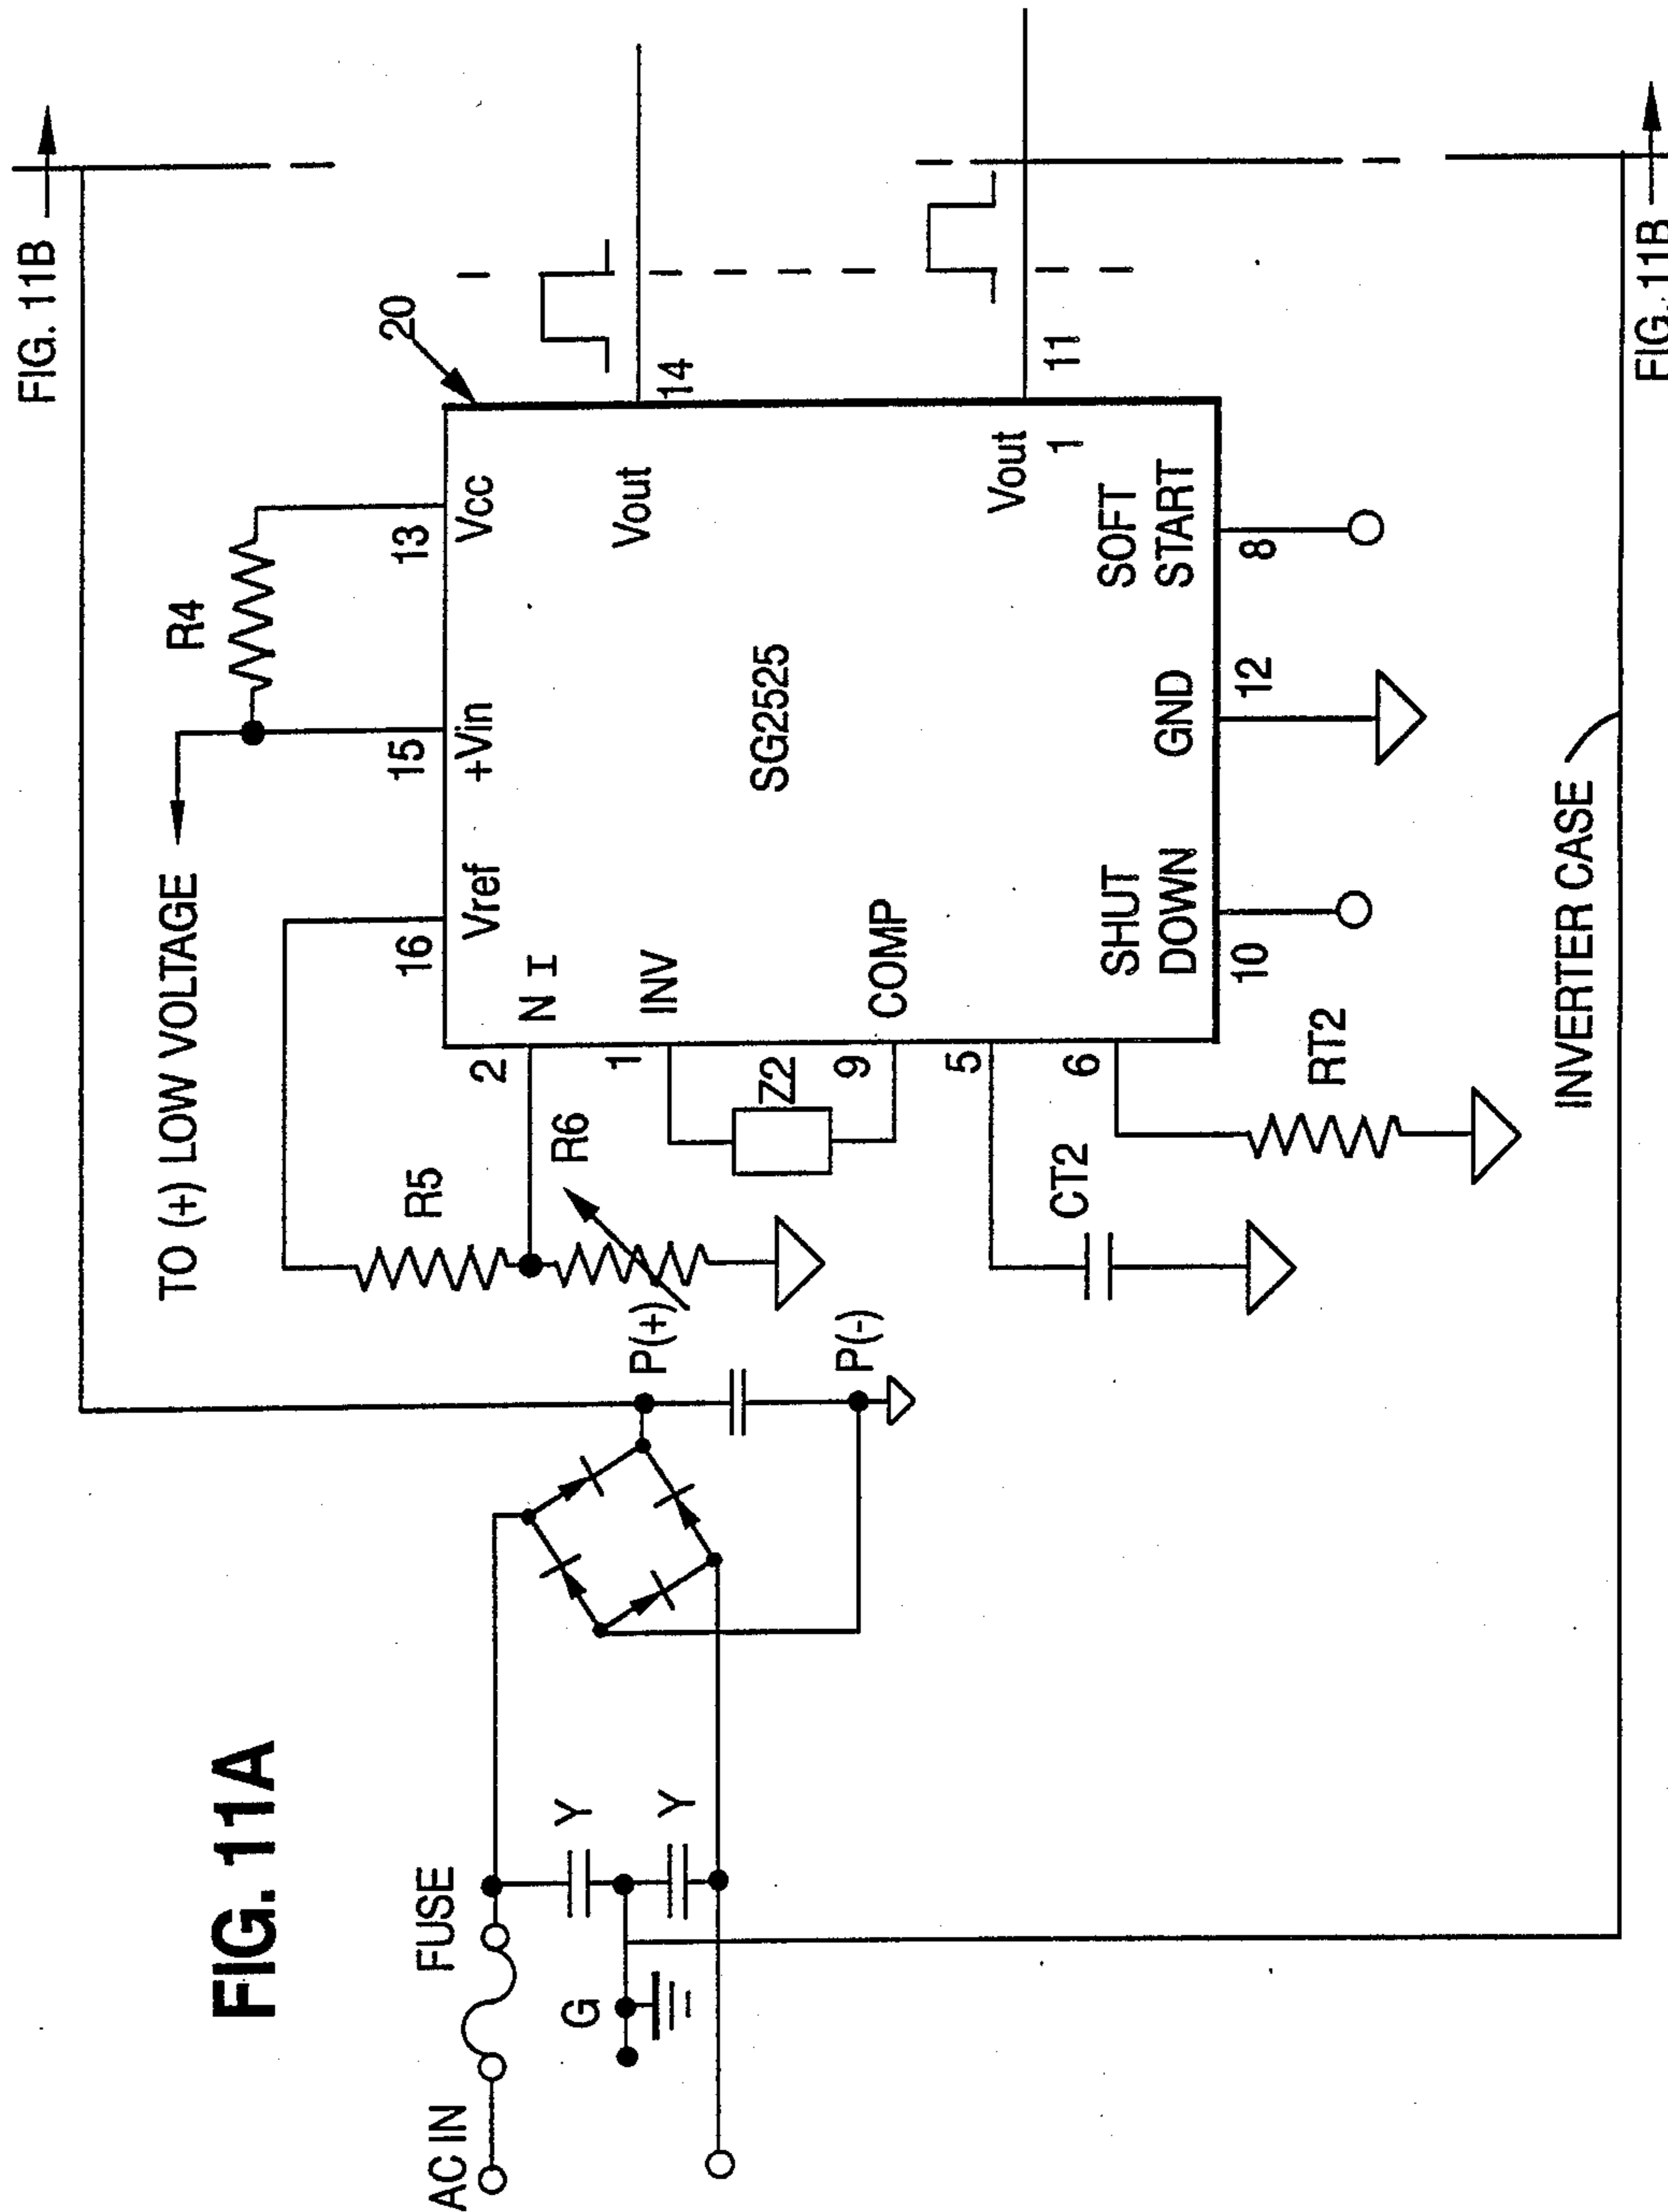 FIG. 11A
FIG. 11B
TO (+) LOW VOLTAGE
R4
20
16
15
13
Vref
+Vin
Vcc
R5
2
N I
Vout
14
R6
1
INV
SG2525
Z2
9
COMP
Vout
1
11
5
6
SHUT
DOWN
GND
SOFT
START
10
12
8
CT2
RT2
AC IN
FUSE
Y
Y
G
P(+)
P(-)
INVERTER CASE
FIG. 11B